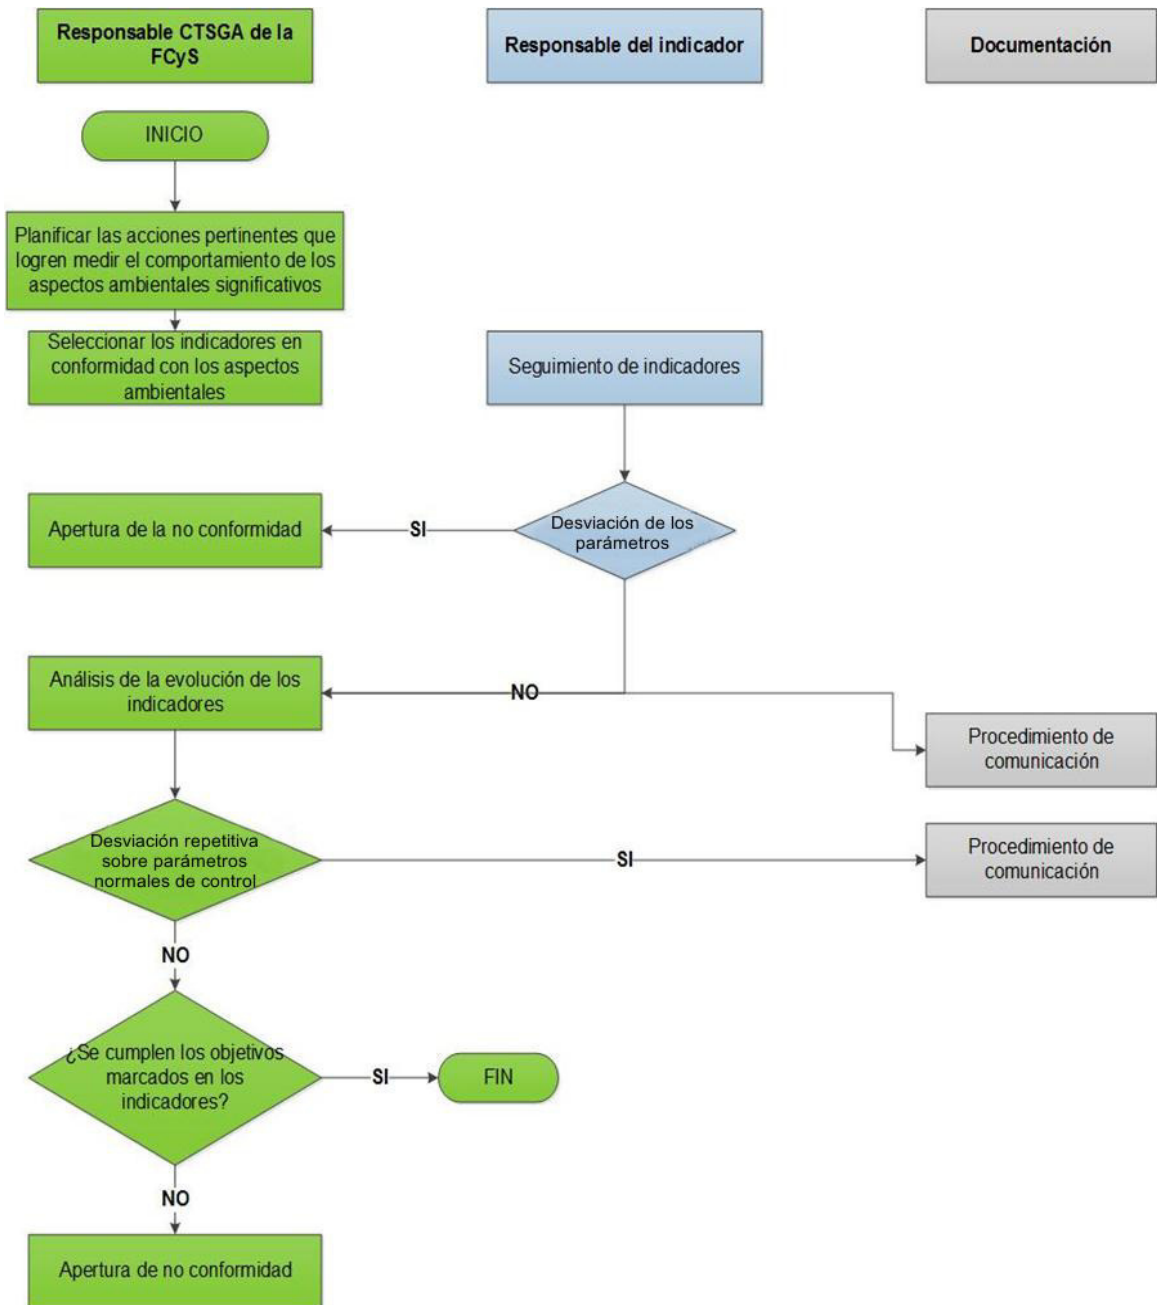 Responsable CTSGA de la
FCyS
Responsable del indicador
Documentación
INICIO
Planificar las acciones pertinentes que
logren medir el comportamiento de los
aspectos ambientales significativos
Seleccionar los indicadores en
conformidad con los aspectos
ambientales
Seguimiento de indicadores
Apertura de la no conformidad
SI
Desviación de los
parámetros
Análisis de la evolución de los
indicadores
NO
Procedimiento de
comunicación
Desviación repetitiva
sobre parámetros
normales de control
SI
Procedimiento de
comunicación
NO
¿Se cumplen los objetivos
marcados en los
indicadores?
SI
FIN
NO
Apertura de no conformidad